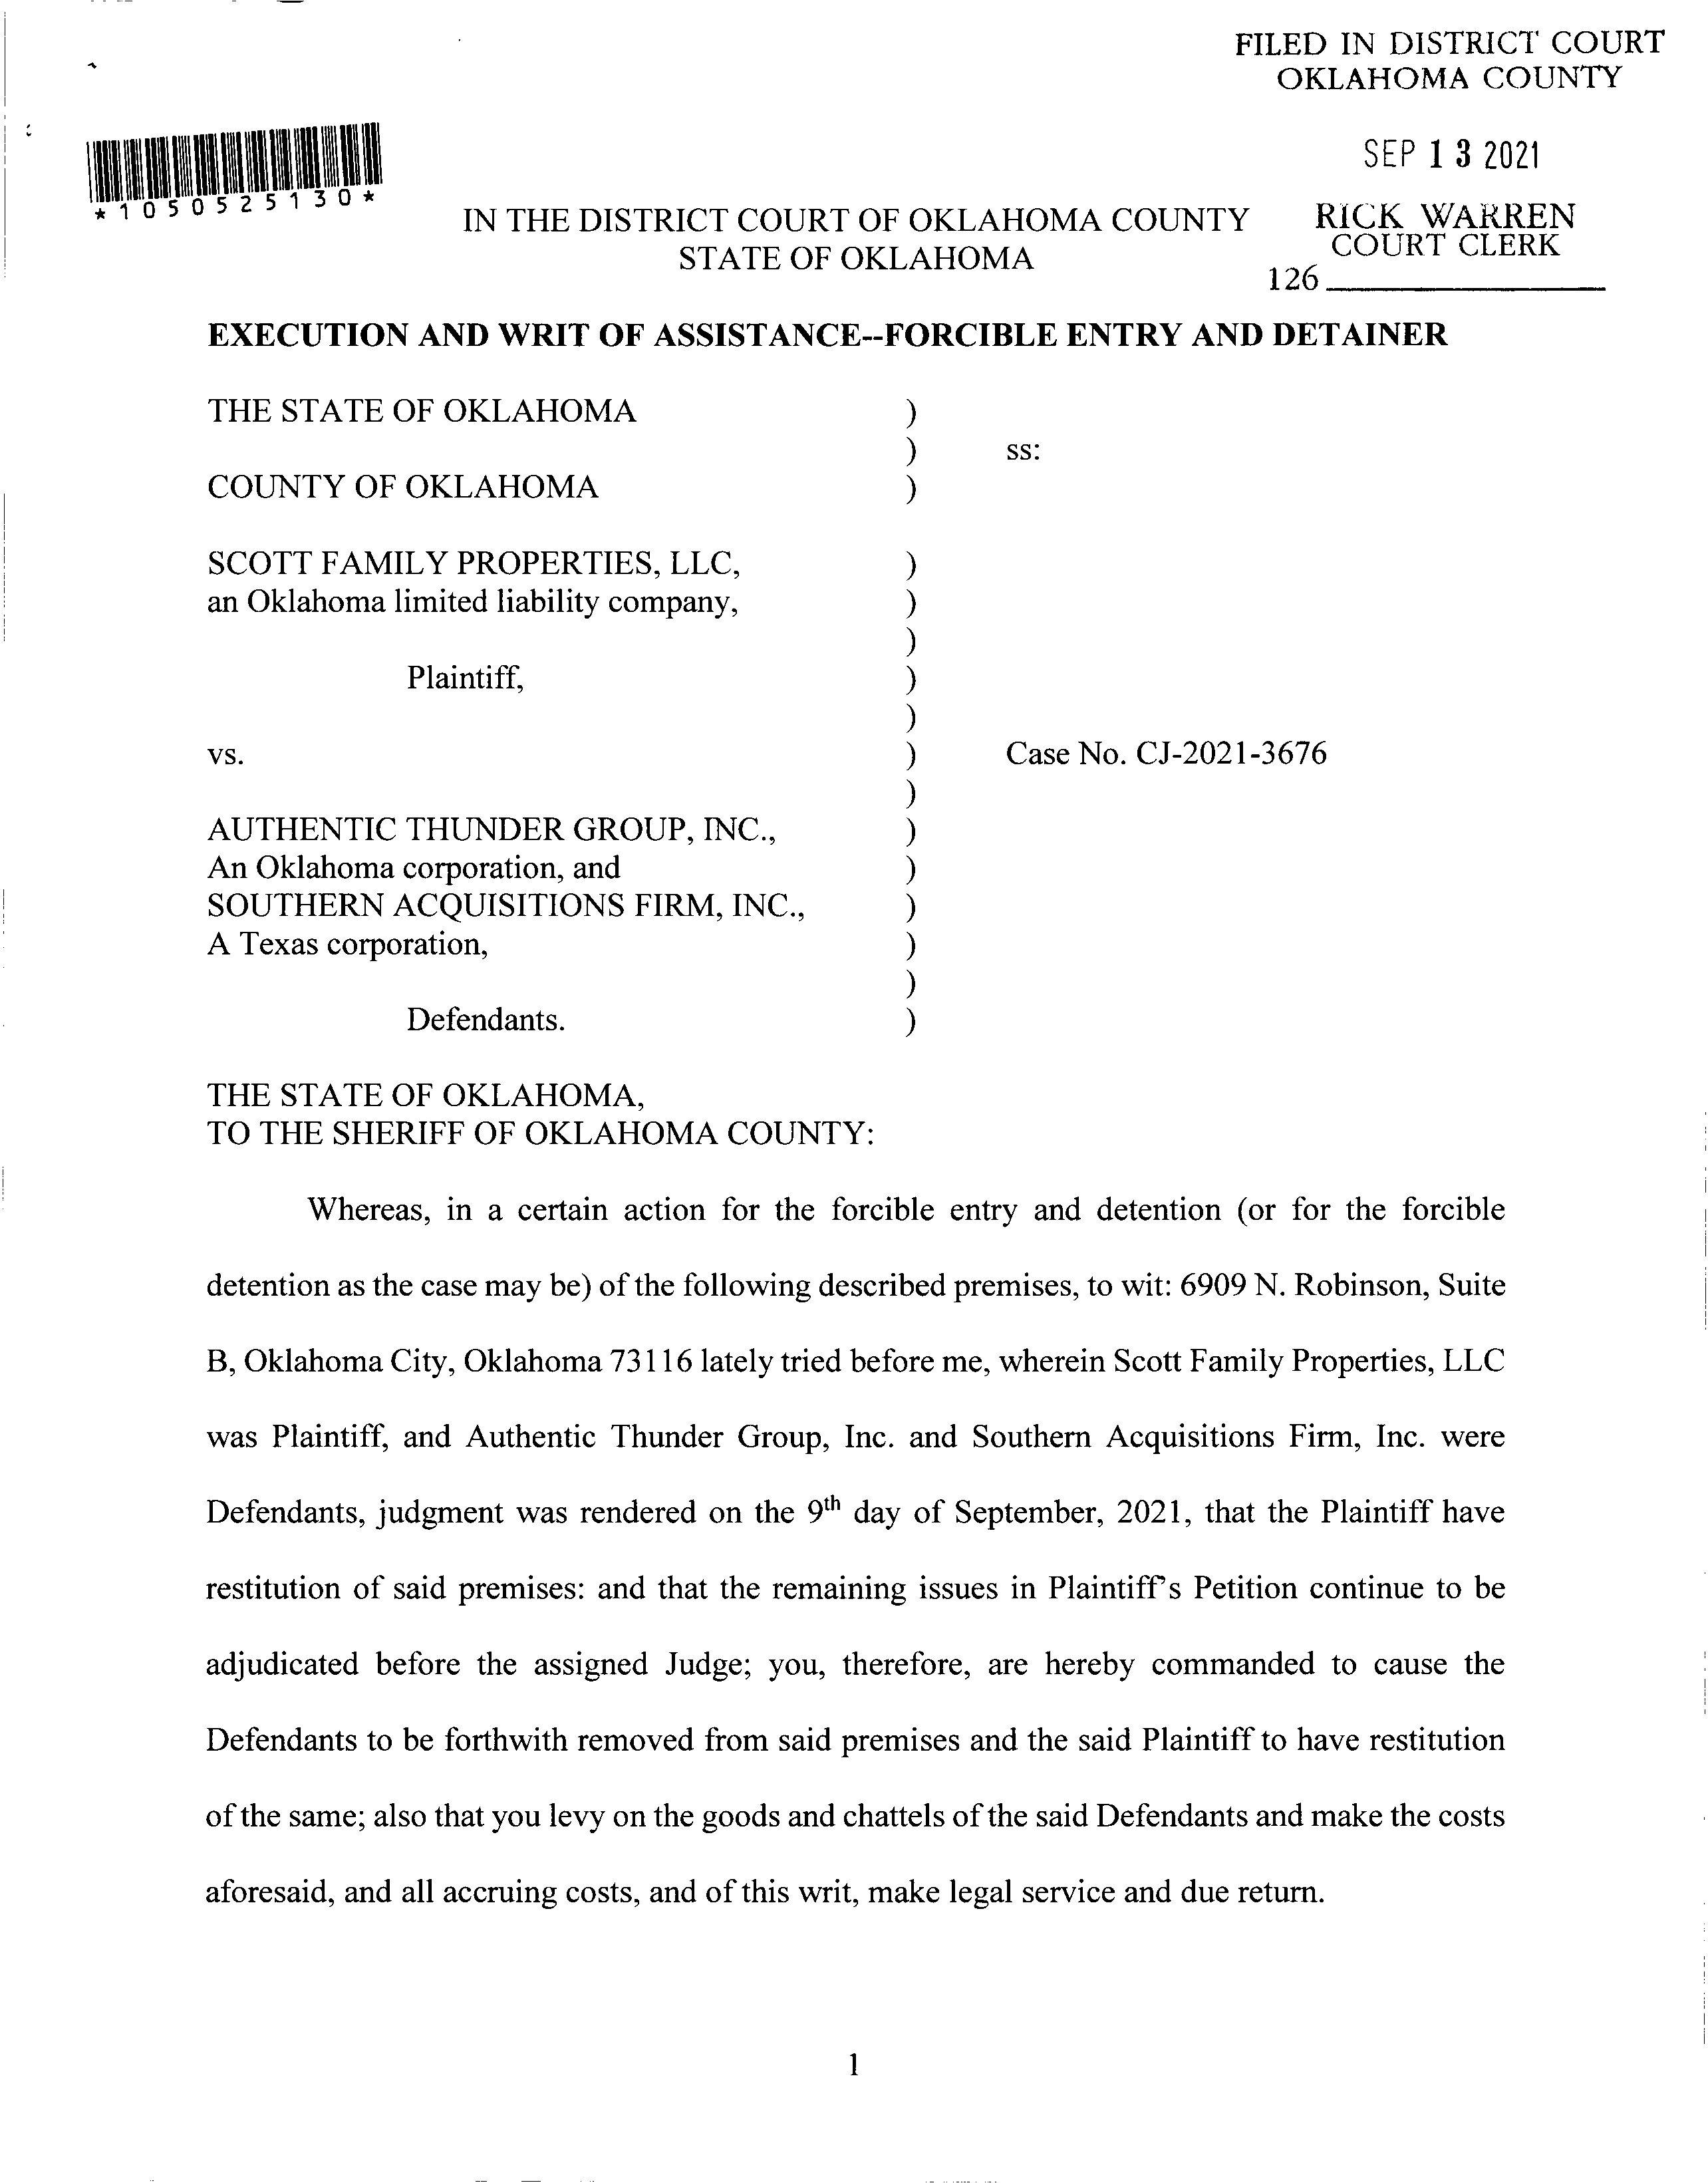 FILED IN DISTRICT COURT
OKLAHOMA COUNTY
SEP 13 2021
RICK WARREN
COURT CLERK
126
*1050525130*
IN THE DISTRICT COURT OF OKLAHOMA COUNTY
STATE OF OKLAHOMA
EXECUTION AND WRIT OF ASSISTANCE--FORCIBLE ENTRY AND DETAINER
THE STATE OF OKLAHOMA )
) ss:
COUNTY OF OKLAHOMA )
SCOTT FAMILY PROPERTIES, LLC, )
an Oklahoma limited liability company, )
)
Plaintiff, )
)
vs. ) Case No. CJ-2021-3676
)
AUTHENTIC THUNDER GROUP, INC., )
An Oklahoma corporation, and )
SOUTHERN ACQUISITIONS FIRM, INC., )
A Texas corporation, )
)
Defendants. )
THE STATE OF OKLAHOMA,
TO THE SHERIFF OF OKLAHOMA COUNTY:
Whereas, in a certain action for the forcible entry and detention (or for the forcible
detention as the case may be) of the following described premises, to wit: 6909 N. Robinson, Suite
B, Oklahoma City, Oklahoma 73116 lately tried before me, wherein Scott Family Properties, LLC
was Plaintiff, and Authentic Thunder Group, Inc. and Southern Acquisitions Firm, Inc. were
Defendants, judgment was rendered on the 9th day of September, 2021, that the Plaintiff have
restitution of said premises: and that the remaining issues in Plaintiff's Petition continue to be
adjudicated before the assigned Judge; you, therefore, are hereby commanded to cause the
Defendants to be forthwith removed from said premises and the said Plaintiff to have restitution
of the same; also that you levy on the goods and chattels of the said Defendants and make the costs
aforesaid, and all accruing costs, and of this writ, make legal service and due return.
1